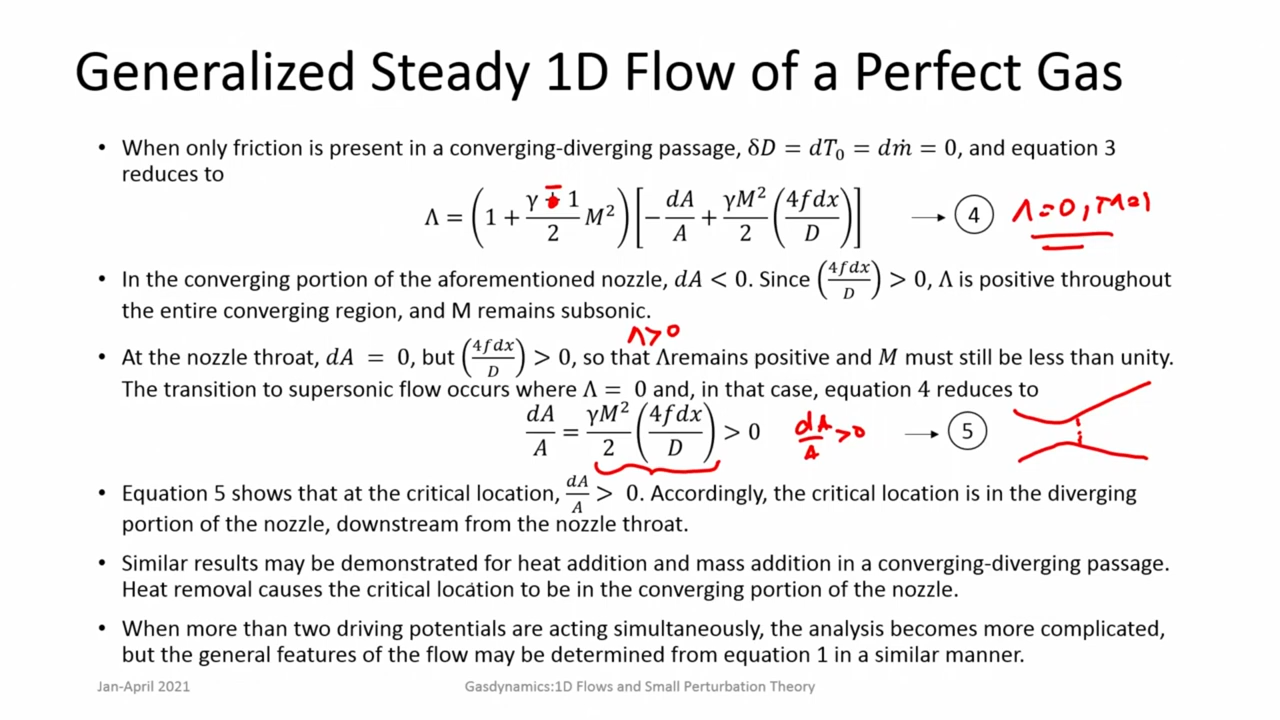 Generalized Steady 1D Flow of a Perfect Gas
• When only friction is present in a converging-diverging passage, δD = dT₀ = dṁ = 0, and equation 3
reduces to
Λ = (1 + (γ − 1)/2 M²) [−dA/A + γM²/2 (4fdx/D)] → ④ Λ=0, M=1
• In the converging portion of the aforementioned nozzle, dA < 0. Since (4fdx/D) > 0, Λ is positive throughout
the entire converging region, and M remains subsonic.
Λ>0
• At the nozzle throat, dA = 0, but (4fdx/D) > 0, so that Λremains positive and M must still be less than unity.
The transition to supersonic flow occurs where Λ = 0 and, in that case, equation 4 reduces to
dA/A = γM²/2 (4fdx/D) > 0 dA/A >0 → ⑤
• Equation 5 shows that at the critical location, dA/A > 0. Accordingly, the critical location is in the diverging
portion of the nozzle, downstream from the nozzle throat.
• Similar results may be demonstrated for heat addition and mass addition in a converging-diverging passage.
Heat removal causes the critical location to be in the converging portion of the nozzle.
• When more than two driving potentials are acting simultaneously, the analysis becomes more complicated,
but the general features of the flow may be determined from equation 1 in a similar manner.
Jan-April 2021 Gasdynamics:1D Flows and Small Perturbation Theory